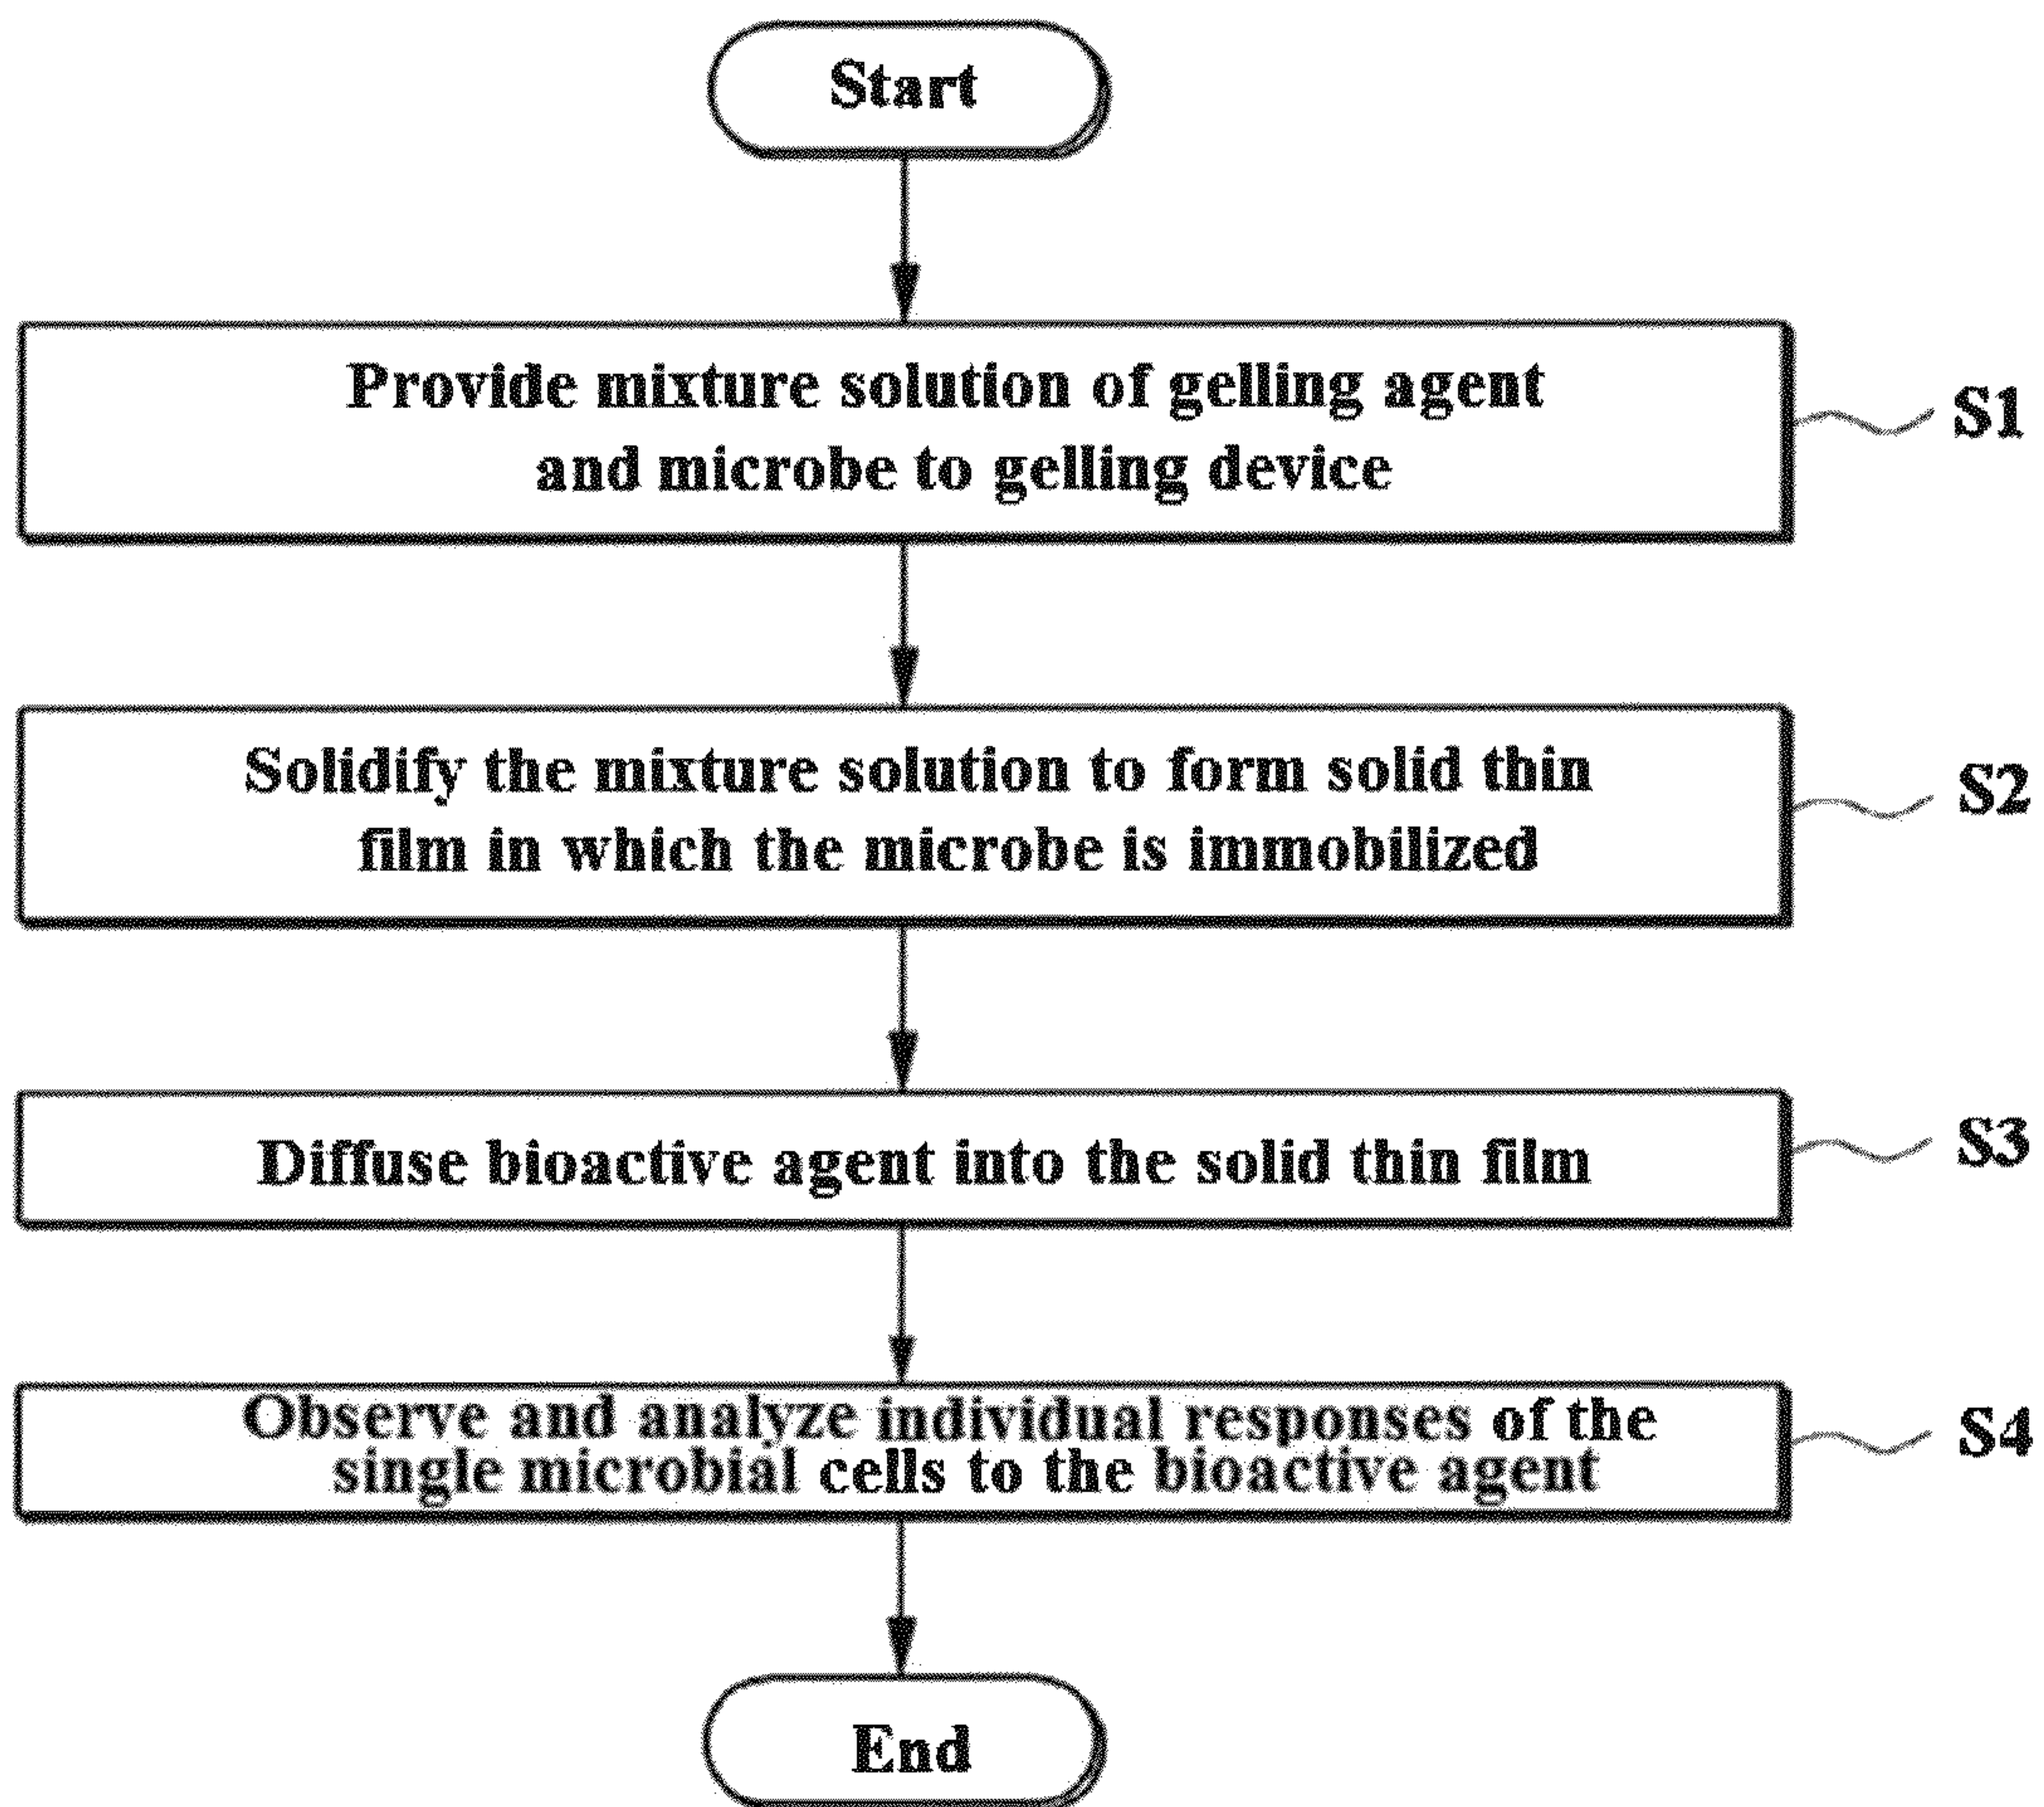 Start
Provide mixture solution of gelling agent
and microbe to gelling device
S1
Solidify the mixture solution to form solid thin
film in which the microbe is immobilized
S2
Diffuse bioactive agent into the solid thin film
S3
Observe and analyze individual responses of the
single microbial cells to the bioactive agent
S4
End